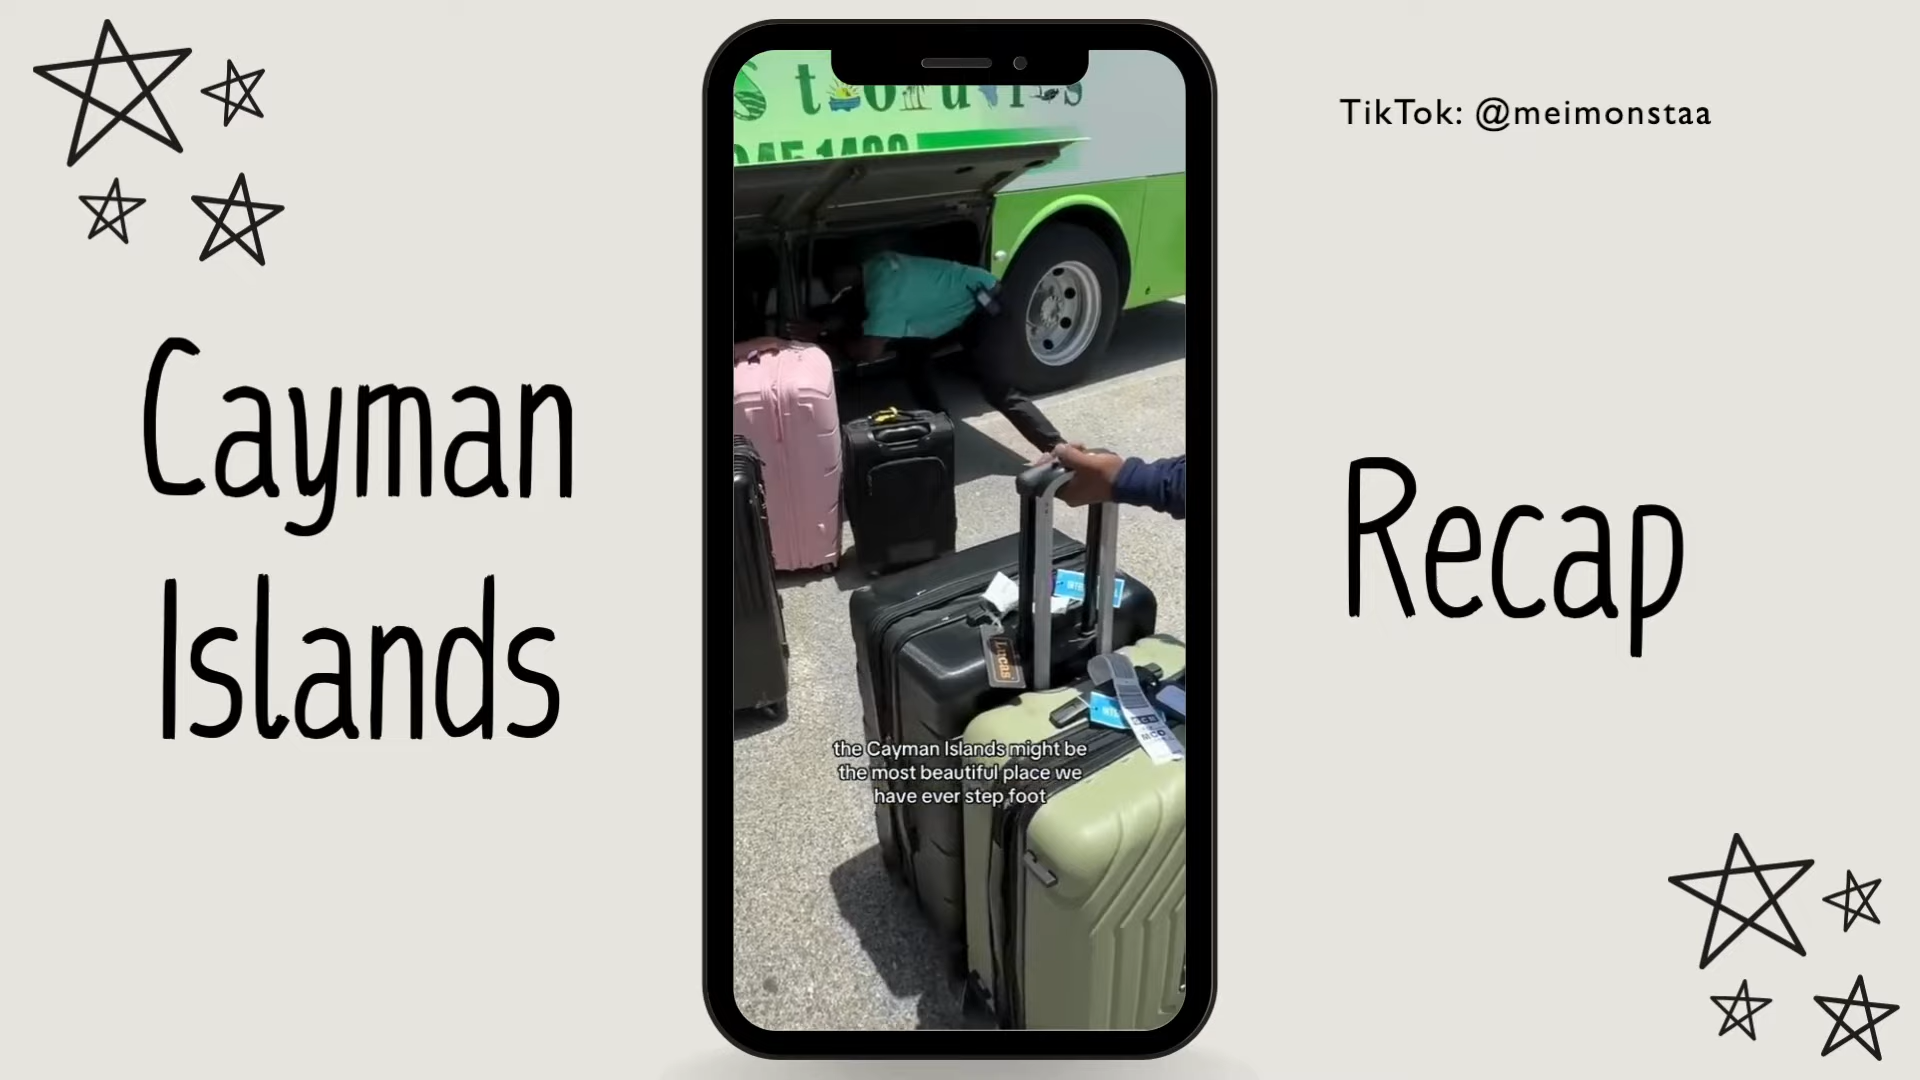 TikTok: @meimonstaa
Cayman
Islands
Recap
Lucas
the Cayman Islands might be
the most beautiful place we
have ever step foot